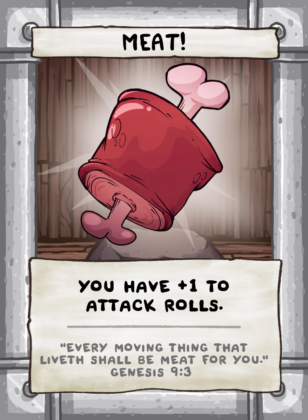 MEAT!
YOU HAVE +1 TO
ATTACK ROLLS.
"EVERY MOVING THING THAT
LIVETH SHALL BE MEAT FOR YOU."
GENESIS 9:3